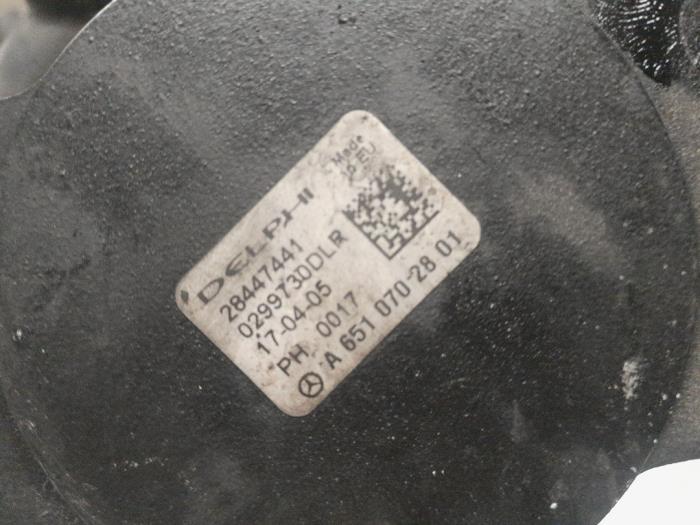 DELPHI
Made
in EU
28447441
0299730DLR
17-04-05
PH 0017
A 651 070 28 01